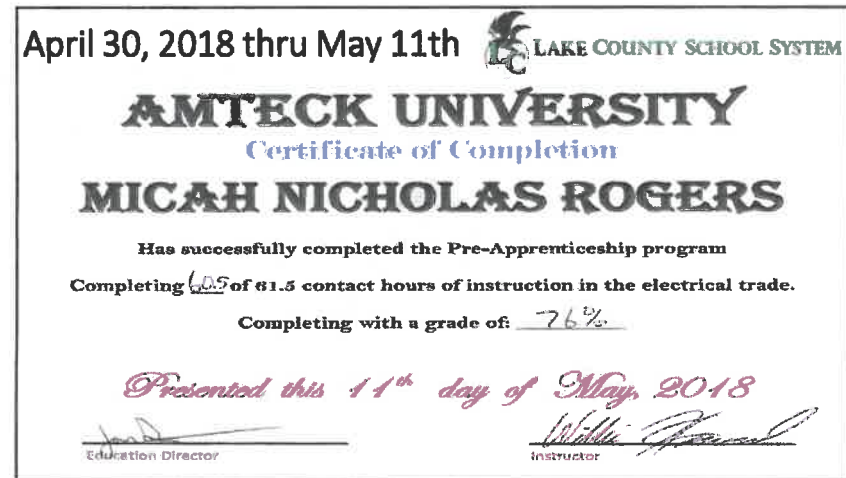 April 30, 2018 thru May 11th
LC LAKE COUNTY SCHOOL SYSTEM
AMTECK UNIVERSITY
Certificate of Completion
MICAH NICHOLAS ROGERS
Has successfully completed the Pre-Apprenticeship program
Completing 60.5 of 61.5 contact hours of instruction in the electrical trade.
Completing with a grade of: 76%
Presented this 11th day of May, 2018
Willie
Education Director
Instructor